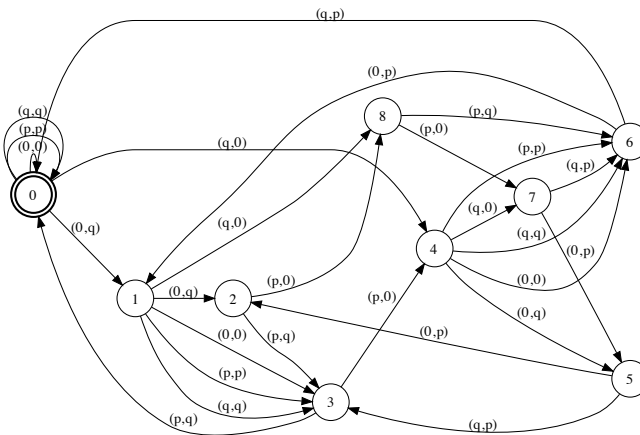 (q,p)
(q,q)
(p,p)
(0,0)
0
(0,p)
(q,0)
8
(p,q)
(p,0)
(p,p)
6
(0,q)
(q,0)
(q,0)
7
(q,p)
4
(q,q)
(0,p)
(p,0)
(0,0)
1
(0,q)
2
(p,0)
(0,q)
(p,q)
(0,0)
(0,p)
(p,p)
5
(p,q)
(q,q)
3
(q,p)